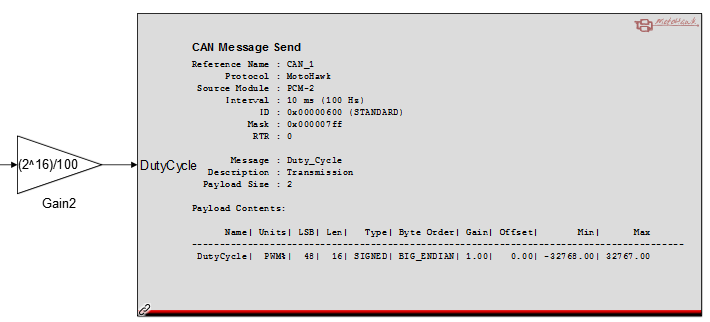 MotoHawk
CAN Message Send
Reference Name : CAN_1
Protocol : MotoHawk
Source Module : PCM-2
Interval : 10 ms (100 Hz)
ID : 0x00000600 (STANDARD)
Mask : 0x000007ff
RTR : 0
(2^16)/100
Gain2
DutyCycle
Message : Duty_Cycle
Description : Transmission
Payload Size : 2
Payload Contents:
Name| Units| LSB| Len| Type| Byte Order| Gain| Offset| Min| Max
--------------------------------------------------------------------------------
DutyCycle| PWM%| 48| 16| SIGNED| BIG_ENDIAN| 1.00| 0.00| -32768.00| 32767.00